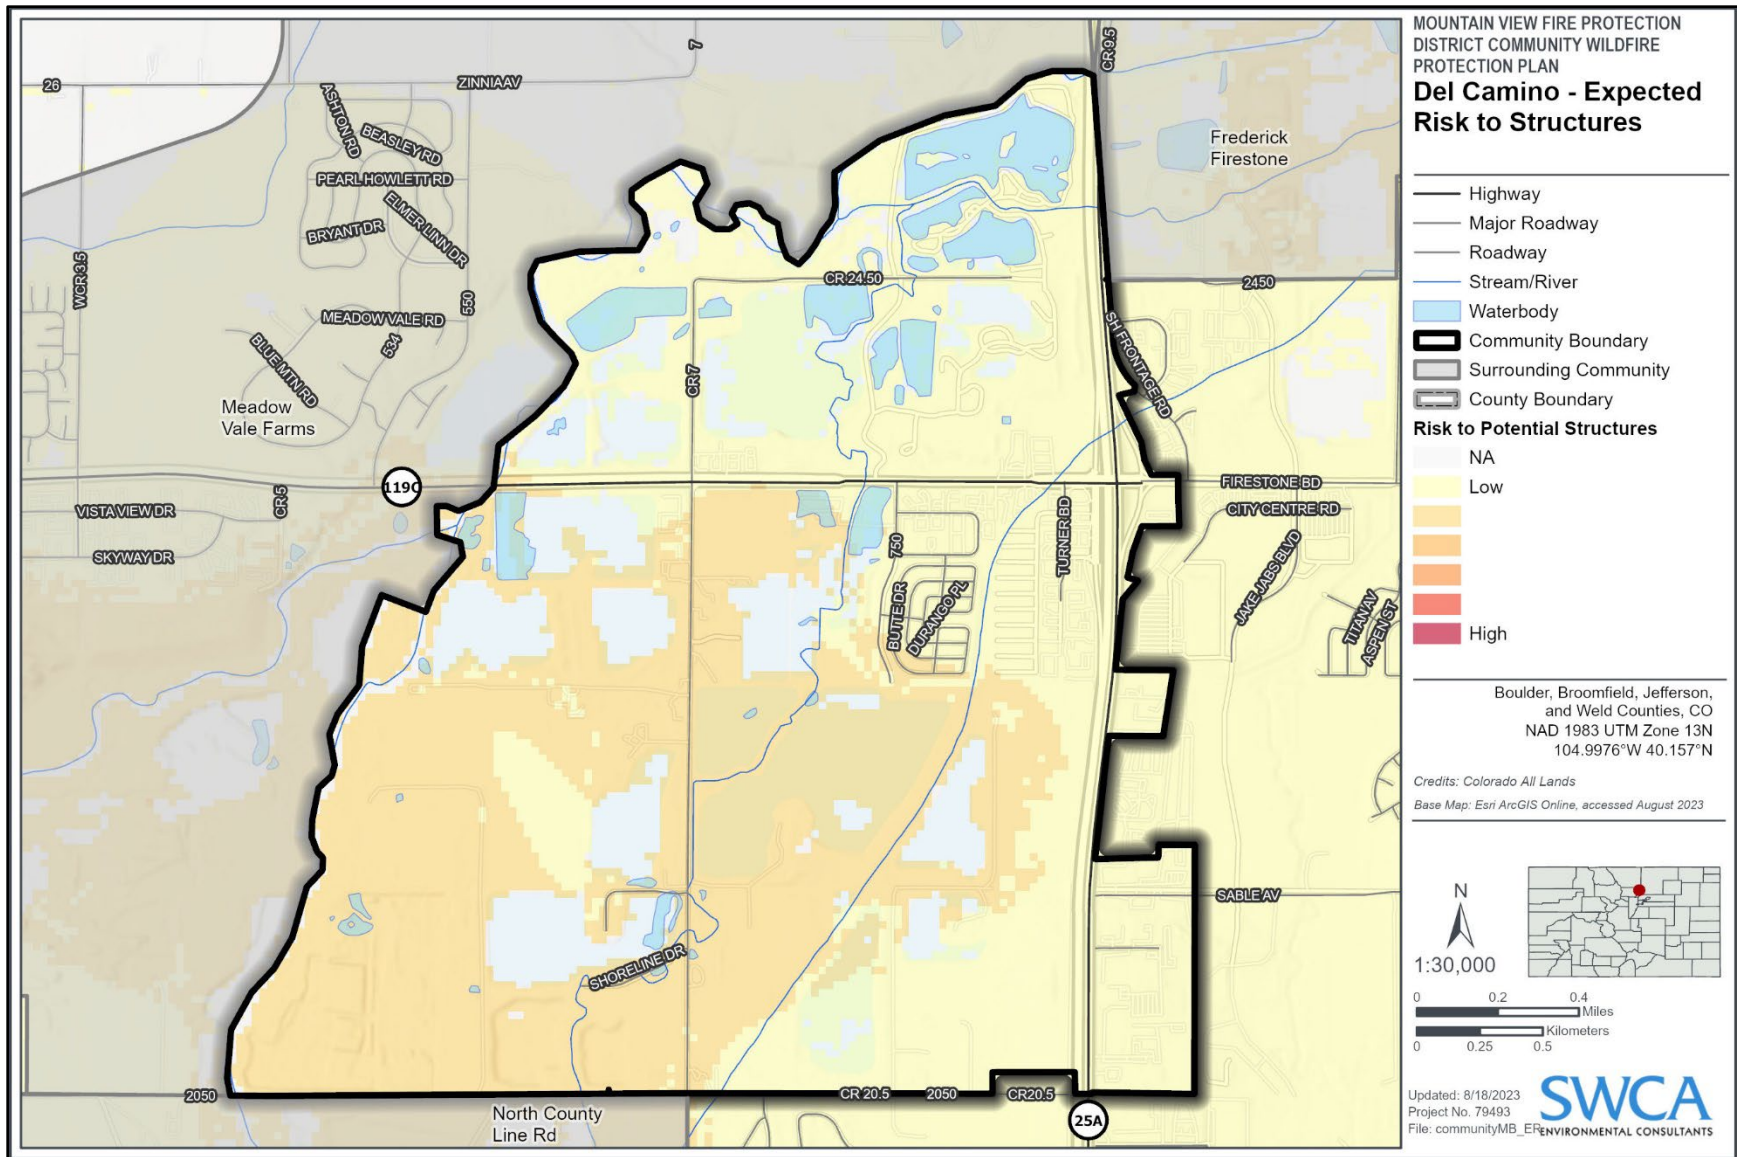 MOUNTAIN VIEW FIRE PROTECTION
DISTRICT COMMUNITY WILDFIRE
PROTECTION PLAN
Del Camino - Expected
Risk to Structures
Highway
Major Roadway
Roadway
Stream/River
Waterbody
Community Boundary
Surrounding Community
County Boundary
Risk to Potential Structures
NA
Low
High
Boulder, Broomfield, Jefferson,
and Weld Counties, CO
NAD 1983 UTM Zone 13N
104.9976°W 40.157°N
Credits: Colorado All Lands
Base Map: Esri ArcGIS Online, accessed August 2023
N
1:30,000
0 0.2 0.4
Miles
Kilometers
0 0.25 0.5
Updated: 8/18/2023
Project No. 79493
File: communityMB_ER
SWCA
ENVIRONMENTAL CONSULTANTS
26
ZINNIAAV
7
CR 9.5
ASHTON RD
BEASLEY RD
PEARL HOWLETT RD
ELMER LINN DR
BRYANT DR
WCR 3.5
550
MEADOW VALE RD
534
BLUE MTN RD
Meadow
Vale Farms
Frederick
Firestone
CR 24.50
2450
SH FRONTAGE RD
CR 7
119C
CR 5
VISTA VIEW DR
SKYWAY DR
FIRESTONE BD
CITY CENTRE RD
TURNER BD
750
BUTTE DR
DURANGO PL
JAKE JABS BLVD
TITAN AV
ASPEN ST
SABLE AV
SHORELINE DR
2050
CR 20.5
2050
CR20.5
North County
Line Rd
25A